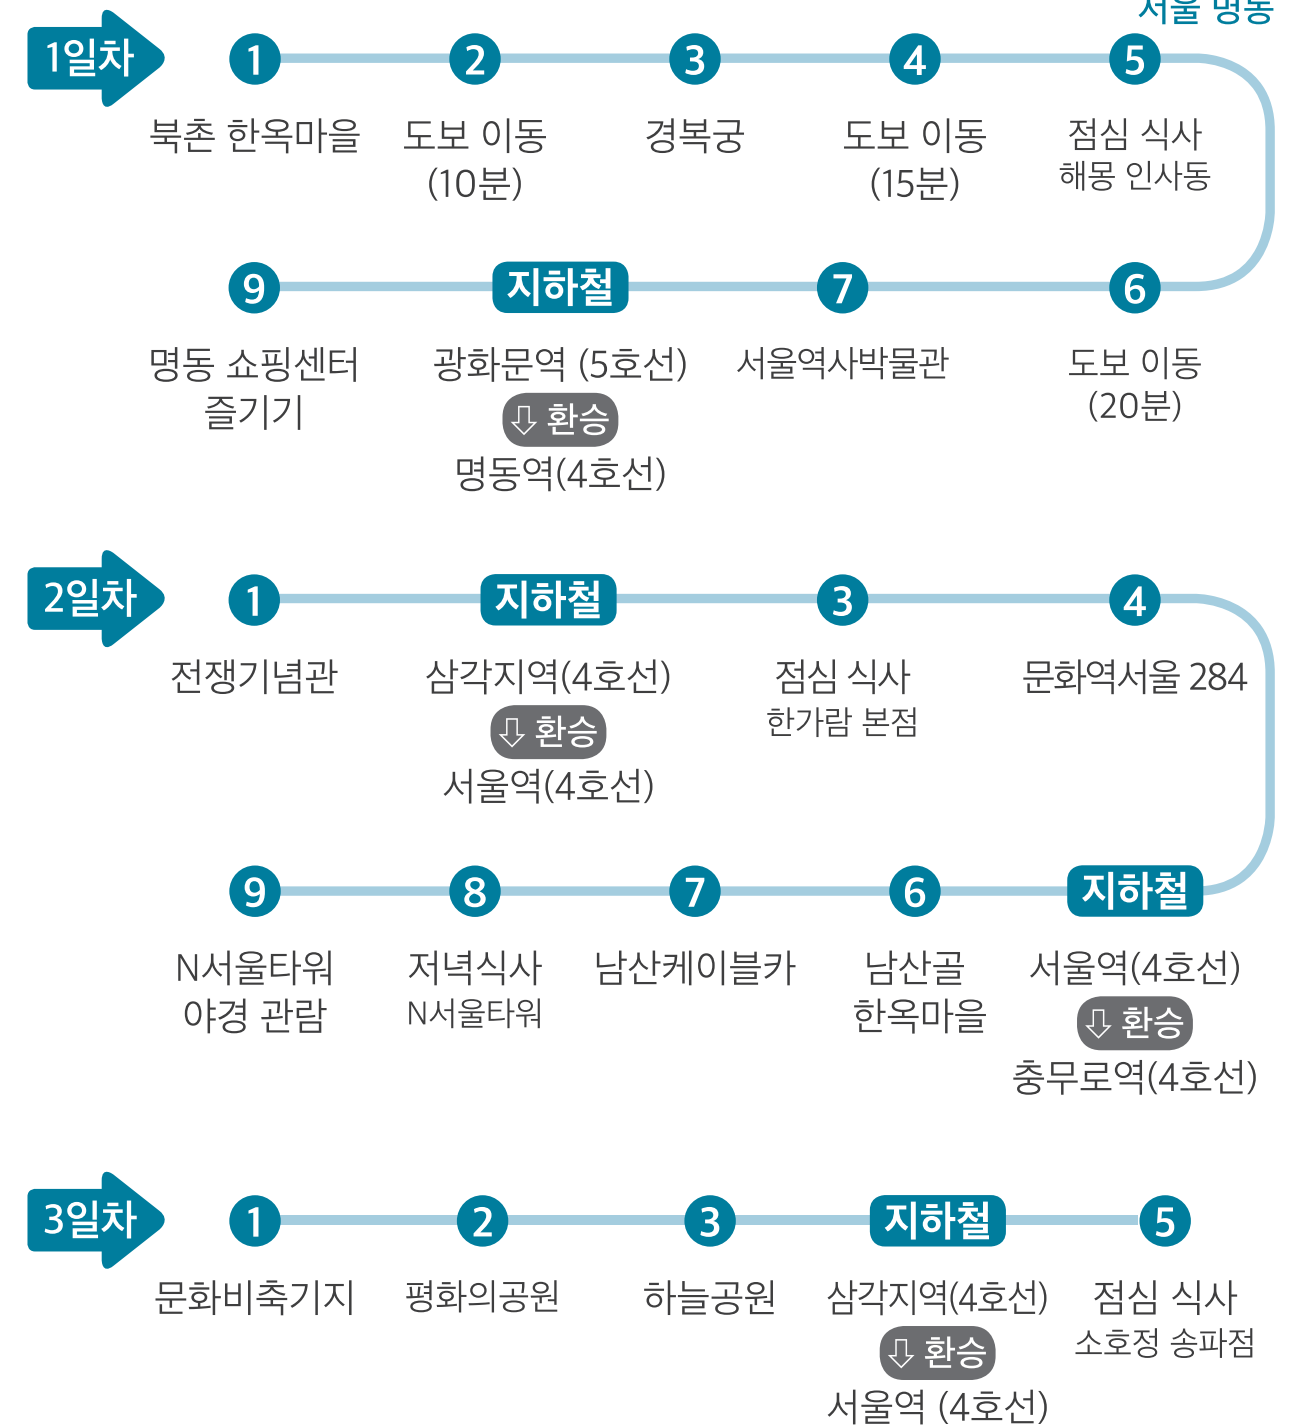 서울 명동
1일차
1 2 3 4 5
북촌 한옥마을
도보 이동
(10분)
경복궁
도보 이동
(15분)
점심 식사
해몽 인사동
9 지하철 7 6
명동 쇼핑센터
즐기기
광화문역 (5호선)
⇩ 환승
명동역(4호선)
서울역사박물관
도보 이동
(20분)
2일차
1 지하철 3 4
전쟁기념관
삼각지역(4호선)
⇩ 환승
서울역(4호선)
점심 식사
한가람 본점
문화역서울 284
9 8 7 6 지하철
N서울타워
야경 관람
저녁식사
N서울타워
남산케이블카
남산골
한옥마을
서울역(4호선)
⇩ 환승
충무로역(4호선)
3일차
1 2 3 지하철 5
문화비축기지
평화의공원
하늘공원
삼각지역(4호선)
⇩ 환승
서울역 (4호선)
점심 식사
소호정 송파점